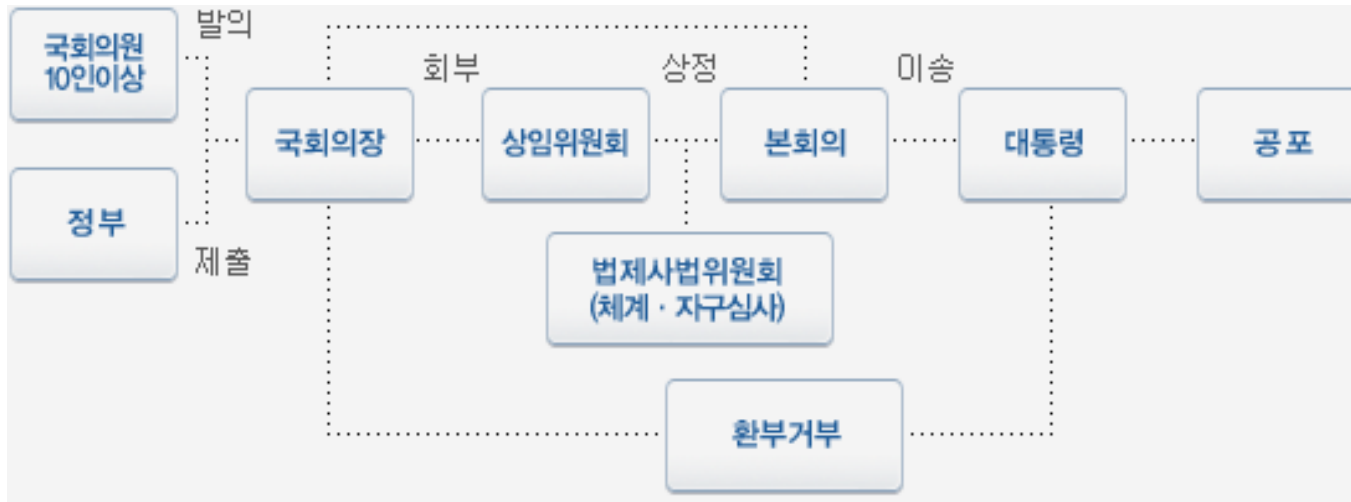 발의
국회의원
10인이상
회부
상정
이송
국회의장
상임위원회
본회의
대통령
공포
정부
제출
법제사법위원회
(체계·자구심사)
환부거부